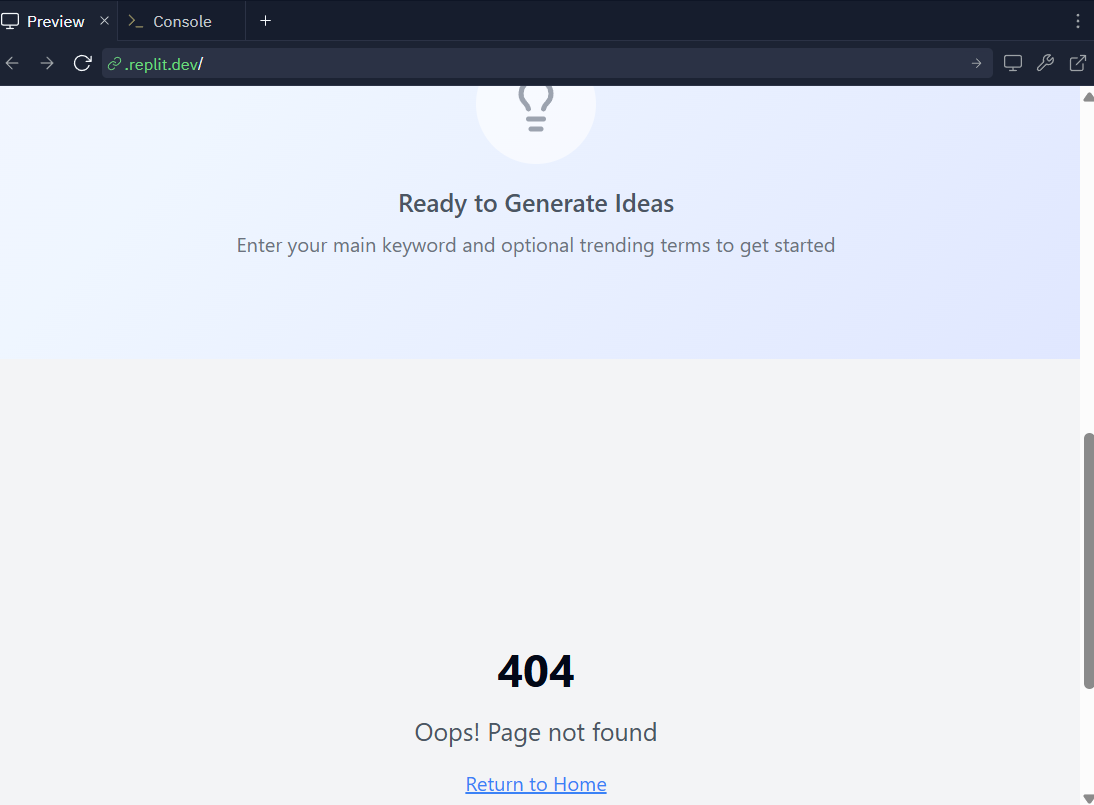 Preview
Console
.replit.dev/
Ready to Generate Ideas
Enter your main keyword and optional trending terms to get started
404
Oops! Page not found
Return to Home